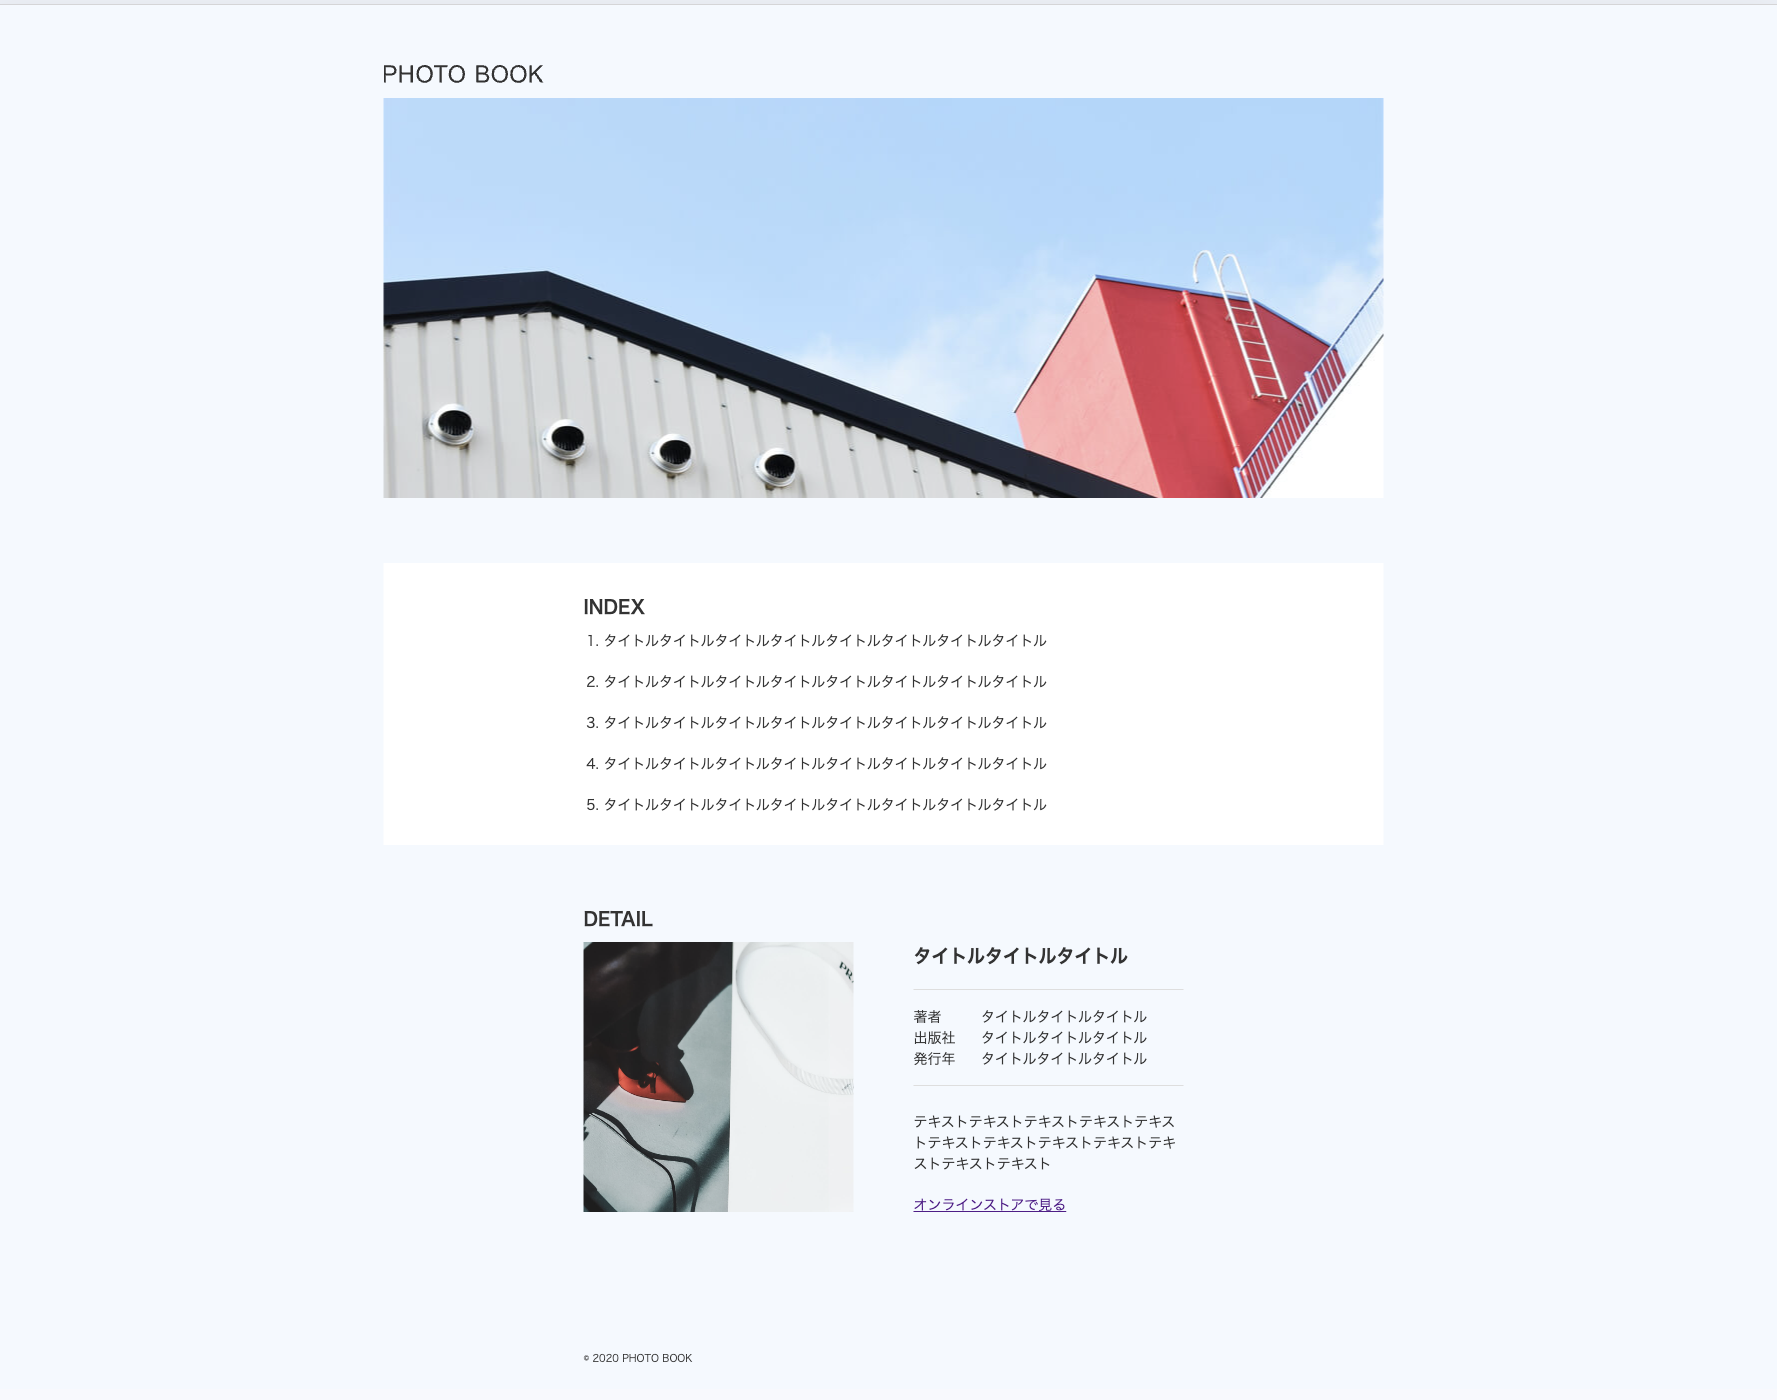 PHOTO BOOK
INDEX
1. タイトルタイトルタイトルタイトルタイトルタイトルタイトルタイトル
2. タイトルタイトルタイトルタイトルタイトルタイトルタイトルタイトル
3. タイトルタイトルタイトルタイトルタイトルタイトルタイトルタイトル
4. タイトルタイトルタイトルタイトルタイトルタイトルタイトルタイトル
5. タイトルタイトルタイトルタイトルタイトルタイトルタイトルタイトル
DETAIL
PR
タイトルタイトルタイトル
著者 タイトルタイトルタイトル
出版社 タイトルタイトルタイトル
発行年 タイトルタイトルタイトル
テキストテキストテキストテキストテキス
トテキストテキストテキストテキストテキ
ストテキストテキスト
オンラインストアで見る
© 2020 PHOTO BOOK